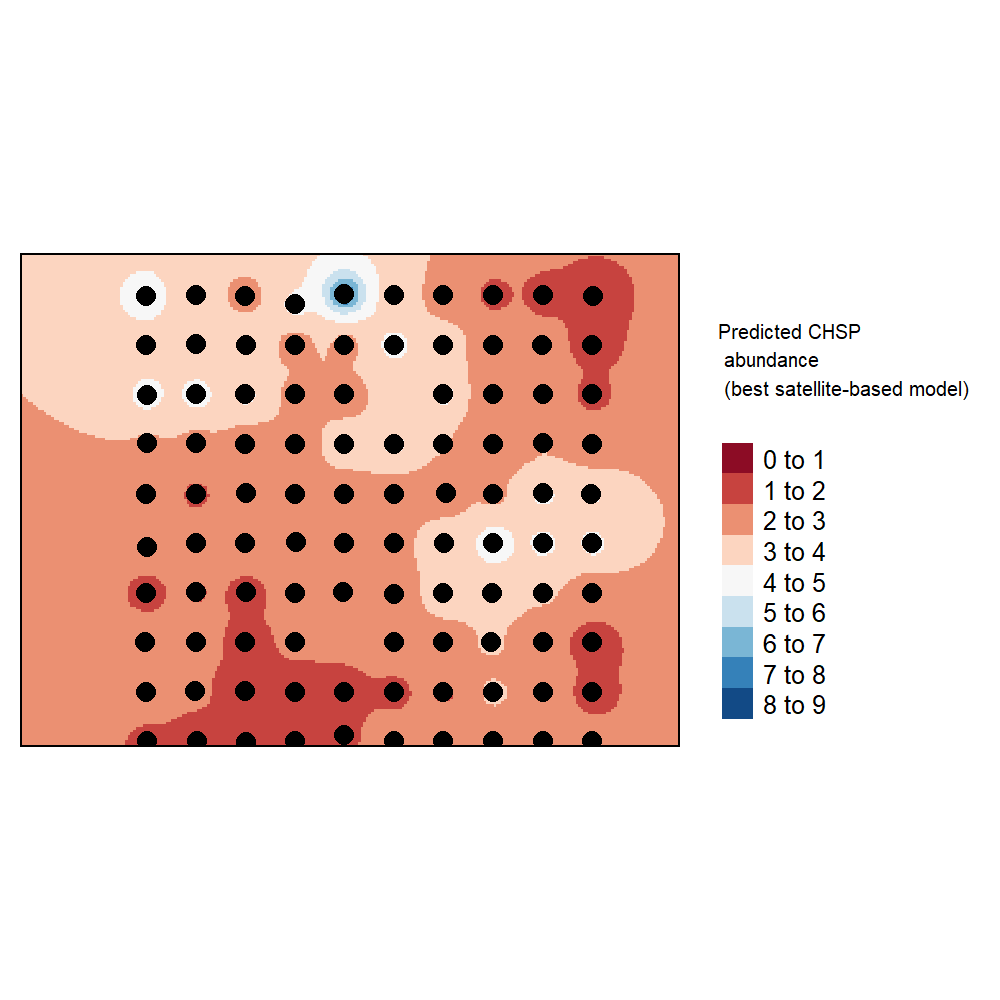 Predicted CHSP
abundance
(best satellite-based model)
0 to 1
1 to 2
2 to 3
3 to 4
4 to 5
5 to 6
6 to 7
7 to 8
8 to 9